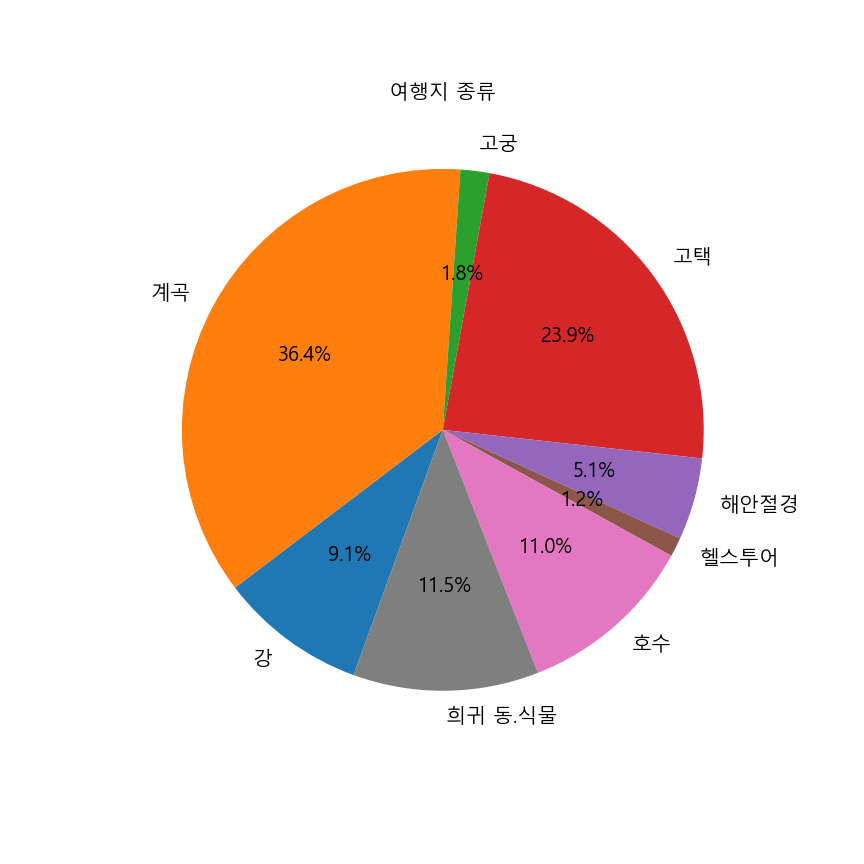 여행지 종류
고궁
고택
계곡
1.8%
23.9%
36.4%
5.1%
1.2%
해안절경
헬스투어
11.0%
9.1%
11.5%
호수
강
희귀 동.식물